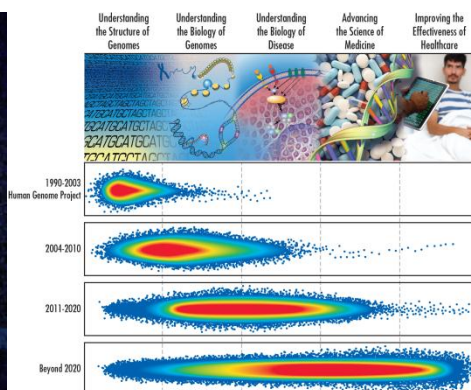 Understanding
the Structure of
Genomes
Understanding
the Biology of
Genomes
Understanding
the Biology of
Disease
Advancing
the Science of
Medicine
Improving the
Effectiveness of
Healthcare
1990-2003
Human Genome Project
2004-2010
2011-2020
Beyond 2020